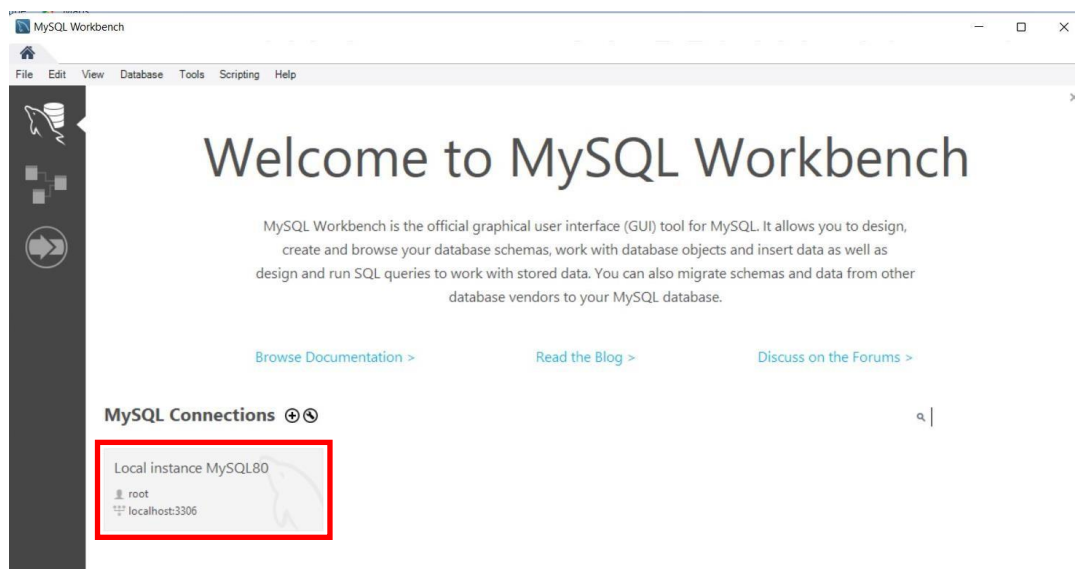 MySQL Workbench
File Edit View Database Tools Scripting Help
Welcome to MySQL Workbench
MySQL Workbench is the official graphical user interface (GUI) tool for MySQL. It allows you to design,
create and browse your database schemas, work with database objects and insert data as well as
design and run SQL queries to work with stored data. You can also migrate schemas and data from other
database vendors to your MySQL database.
Browse Documentation > Read the Blog > Discuss on the Forums >
MySQL Connections
Local instance MySQL80
root
localhost:3306